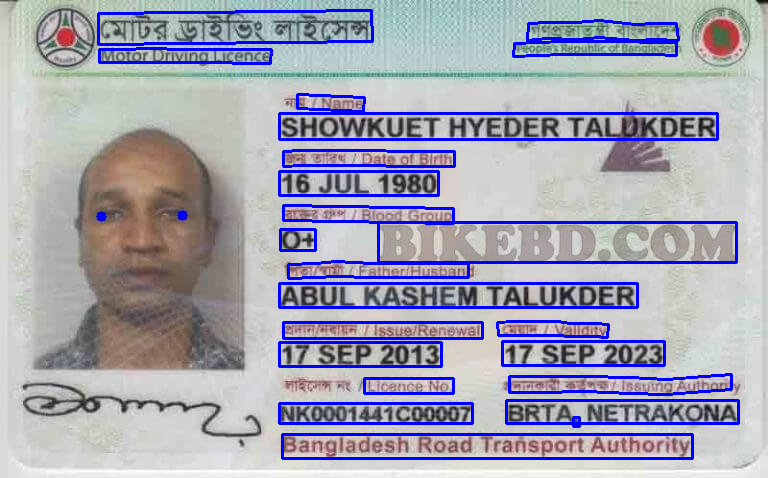 মোটর ড্রাইভিং লাইসেন্স
Motor Driving Licence
গণপ্রজাতন্ত্রী বাংলাদেশ
People's Republic of Bangladesh
নাম / Name
SHOWKUET HYEDER TALUKDER
জন্ম তারিখ / Date of Birth
16 JUL 1980
রক্তের গ্রুপ / Blood Group
O+
BIKEBD.COM
পিতা/স্বামী / Father/Husband
ABUL KASHEM TALUKDER
প্রদান/নবায়ন / Issue/Renewal মেয়াদ / Validity
17 SEP 2013 17 SEP 2023
লাইসেন্স নং / Licence No. প্রদানকারী কর্তৃপক্ষ / Issuing Authority
NK0001441C00007 BRTA, NETRAKONA
Bangladesh Road Transport Authority